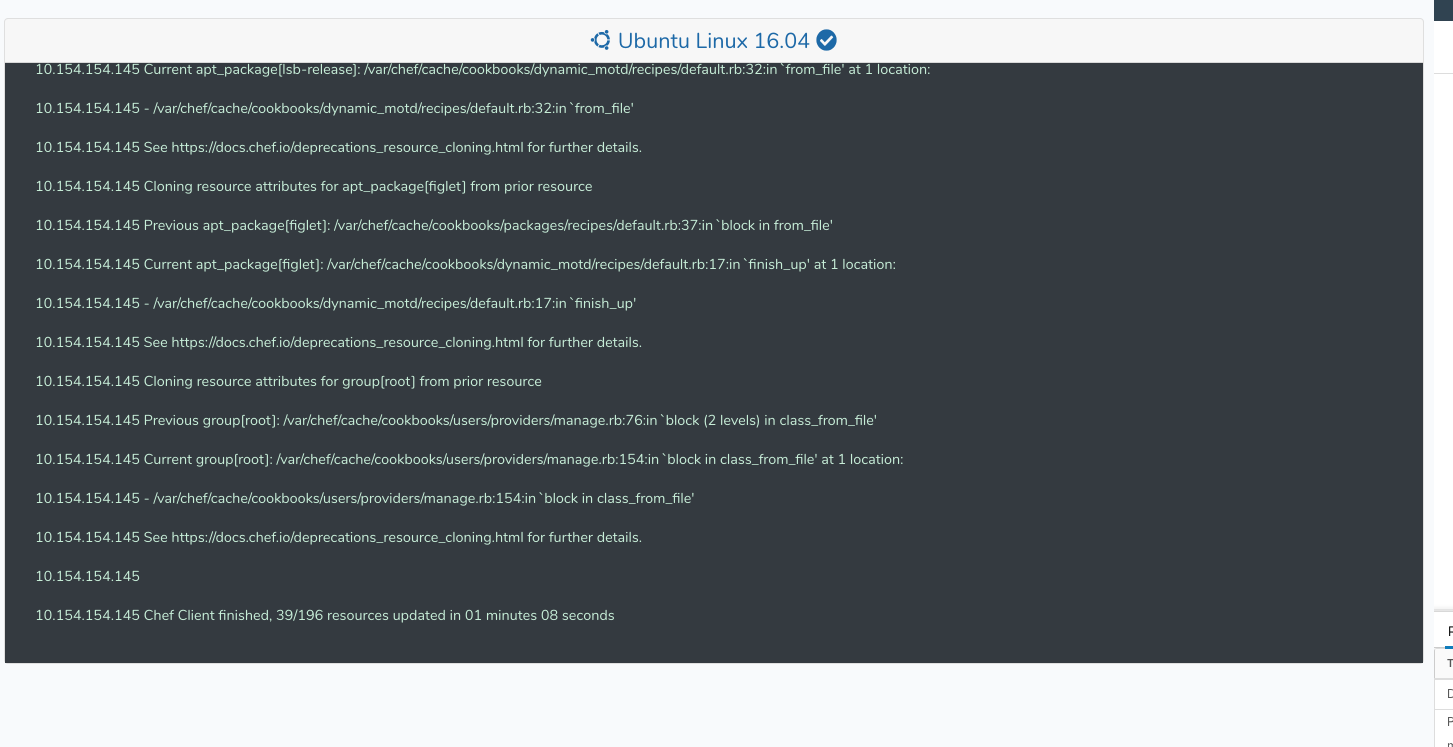 Ubuntu Linux 16.04
10.154.154.145 Current apt_package[lsb-release]: /var/chef/cache/cookbooks/dynamic_motd/recipes/default.rb:32:in `from_file' at 1 location:
10.154.154.145 - /var/chef/cache/cookbooks/dynamic_motd/recipes/default.rb:32:in `from_file'
10.154.154.145 See https://docs.chef.io/deprecations_resource_cloning.html for further details.
10.154.154.145 Cloning resource attributes for apt_package[figlet] from prior resource
10.154.154.145 Previous apt_package[figlet]: /var/chef/cache/cookbooks/packages/recipes/default.rb:37:in `block in from_file'
10.154.154.145 Current apt_package[figlet]: /var/chef/cache/cookbooks/dynamic_motd/recipes/default.rb:17:in `finish_up' at 1 location:
10.154.154.145 - /var/chef/cache/cookbooks/dynamic_motd/recipes/default.rb:17:in `finish_up'
10.154.154.145 See https://docs.chef.io/deprecations_resource_cloning.html for further details.
10.154.154.145 Cloning resource attributes for group[root] from prior resource
10.154.154.145 Previous group[root]: /var/chef/cache/cookbooks/users/providers/manage.rb:76:in `block (2 levels) in class_from_file'
10.154.154.145 Current group[root]: /var/chef/cache/cookbooks/users/providers/manage.rb:154:in `block in class_from_file' at 1 location:
10.154.154.145 - /var/chef/cache/cookbooks/users/providers/manage.rb:154:in `block in class_from_file'
10.154.154.145 See https://docs.chef.io/deprecations_resource_cloning.html for further details.
10.154.154.145
10.154.154.145 Chef Client finished, 39/196 resources updated in 01 minutes 08 seconds